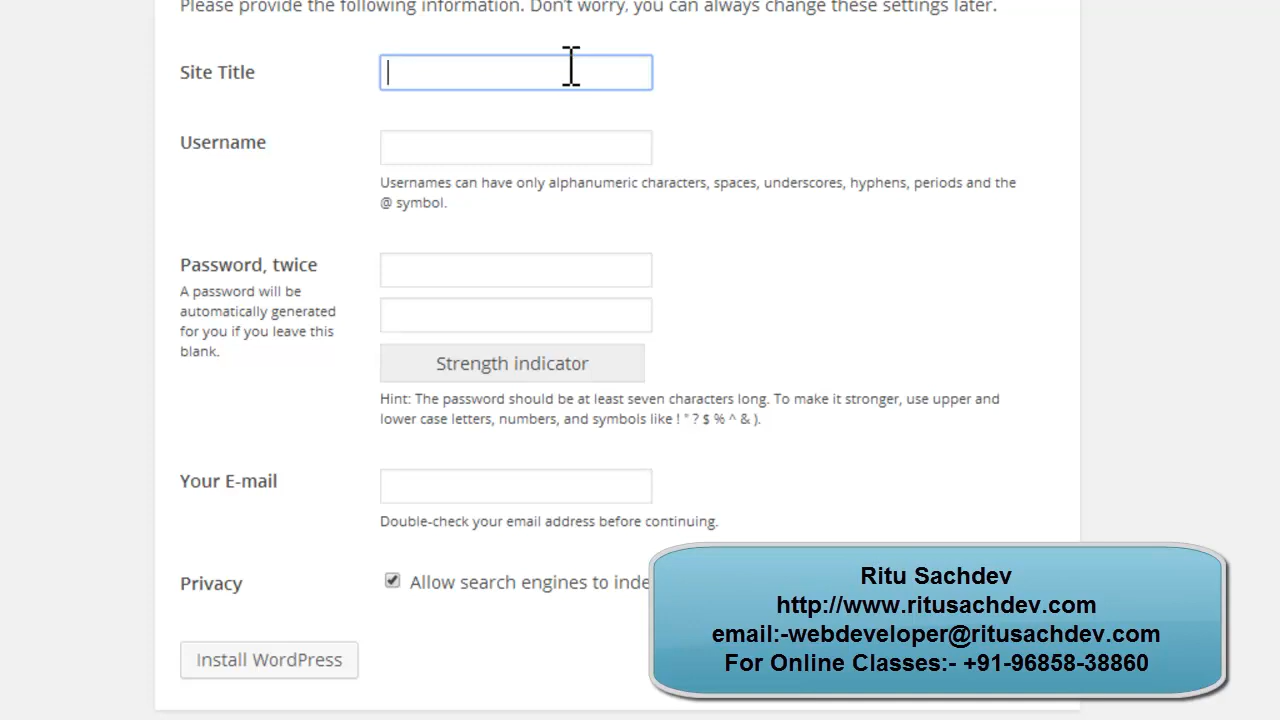 Please provide the following information. Don't worry, you can always change these settings later.
Site Title
Username
Usernames can have only alphanumeric characters, spaces, underscores, hyphens, periods and the
@ symbol.
Password, twice
A password will be
automatically generated
for you if you leave this
blank.
Strength indicator
Hint: The password should be at least seven characters long. To make it stronger, use upper and
lower case letters, numbers, and symbols like ! " ? $ % ^ & ).
Your E-mail
Double-check your email address before continuing.
Privacy
Allow search engines to inde
Install WordPress
Ritu Sachdev
http://www.ritusachdev.com
email:-webdeveloper@ritusachdev.com
For Online Classes:- +91-96858-38860